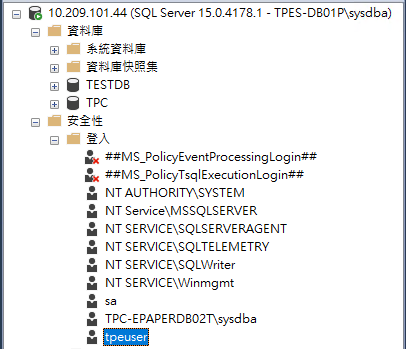 10.209.101.44 (SQL Server 15.0.4178.1 - TPES-DB01P\sysdba)
資料庫
系統資料庫
資料庫快照集
TESTDB
TPC
安全性
登入
##MS_PolicyEventProcessingLogin##
##MS_PolicyTsqlExecutionLogin##
NT AUTHORITY\SYSTEM
NT Service\MSSQLSERVER
NT SERVICE\SQLSERVERAGENT
NT SERVICE\SQLTELEMETRY
NT SERVICE\SQLWriter
NT SERVICE\Winmgmt
sa
TPC-EPAPERDB02T\sysdba
tpeuser